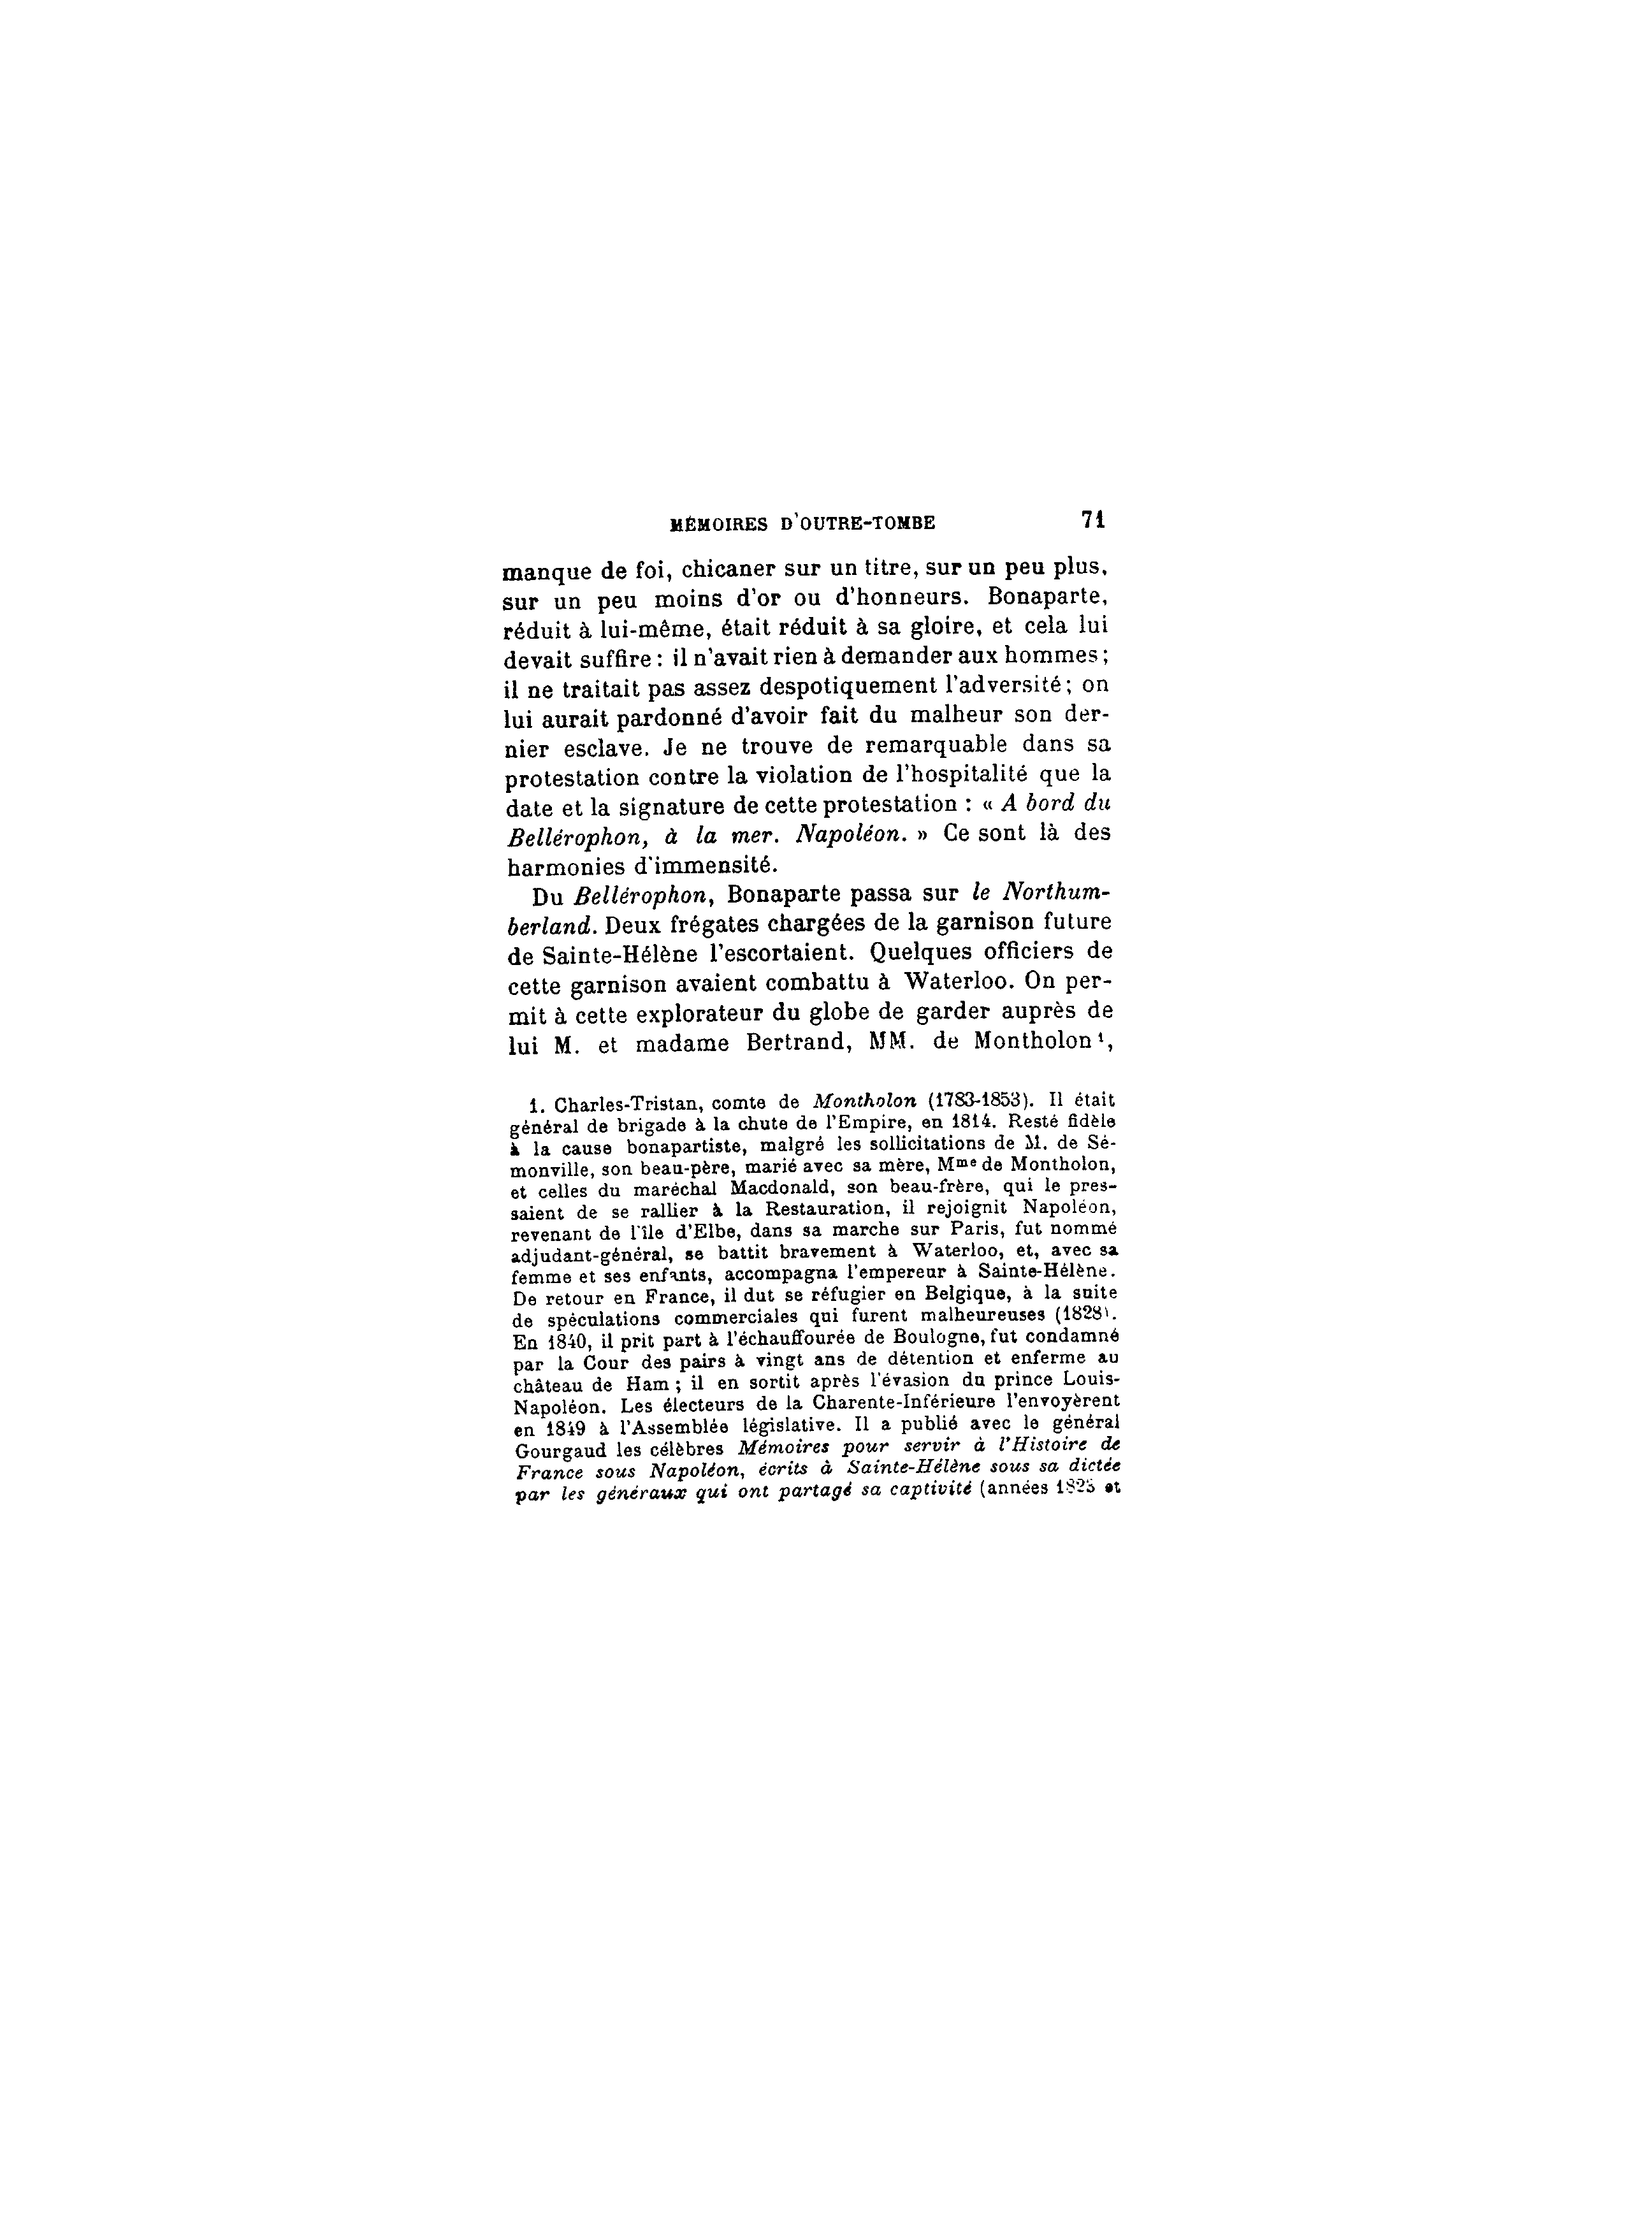 MÉMOIRES D'OUTRE-TOMBE 71
manque de foi, chicaner sur un titre, sur un peu plus,
sur un peu moins d'or ou d'honneurs. Bonaparte,
réduit à lui-même, était réduit à sa gloire, et cela lui
devait suffire : il n'avait rien à demander aux hommes ;
il ne traitait pas assez despotiquement l'adversité ; on
lui aurait pardonné d'avoir fait du malheur son der-
nier esclave. Je ne trouve de remarquable dans sa
protestation contre la violation de l'hospitalité que la
date et la signature de cette protestation : « A bord du
Bellérophon, à la mer. Napoléon. » Ce sont là des
harmonies d'immensité.
Du Bellérophon, Bonaparte passa sur le Northum-
berland. Deux frégates chargées de la garnison future
de Sainte-Hélène l'escortaient. Quelques officiers de
cette garnison avaient combattu à Waterloo. On per-
mit à cette explorateur du globe de garder auprès de
lui M. et madame Bertrand, MM. de Montholon ¹,
1. Charles-Tristan, comte de Montholon (1783-1853). Il était
général de brigade à la chute de l'Empire, en 1814. Resté fidèle
à la cause bonapartiste, malgré les sollicitations de M. de Sé-
monville, son beau-père, marié avec sa mère, Mme de Montholon,
et celles du maréchal Macdonald, son beau-frère, qui le pres-
saient de se rallier à la Restauration, il rejoignit Napoléon,
revenant de l'île d'Elbe, dans sa marche sur Paris, fut nommé
adjudant-général, se battit bravement à Waterloo, et, avec sa
femme et ses enfants, accompagna l'empereur à Sainte-Hélène.
De retour en France, il dut se réfugier en Belgique, à la suite
de spéculations commerciales qui furent malheureuses (1828).
En 1840, il prit part à l'échauffourée de Boulogne, fut condamné
par la Cour des pairs à vingt ans de détention et enferme au
château de Ham ; il en sortit après l'évasion du prince Louis-
Napoléon. Les électeurs de la Charente-Inférieure l'envoyèrent
en 1849 à l'Assemblée législative. Il a publié avec le général
Gourgaud les célèbres Mémoires pour servir à l'Histoire de
France sous Napoléon, écrits à Sainte-Hélène sous sa dictée
par les généraux qui ont partagé sa captivité (années 1823 et